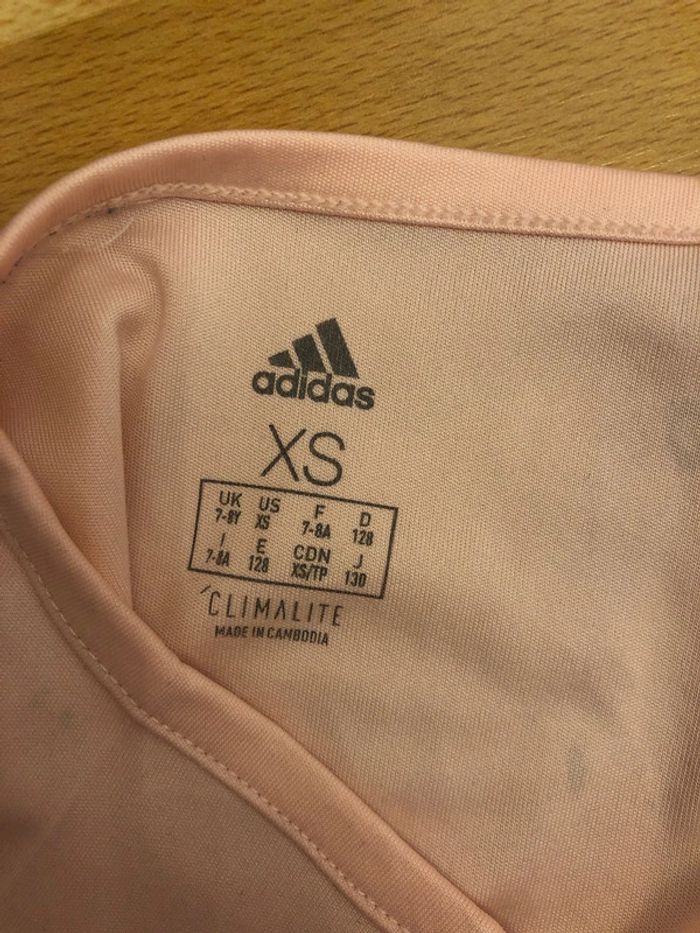 adidas
XS
UK US F D
7-8Y XS 7-8A 128
I E CDN J
7-8A 128 XS/TP 130
CLIMALITE
MADE IN CAMBODIA